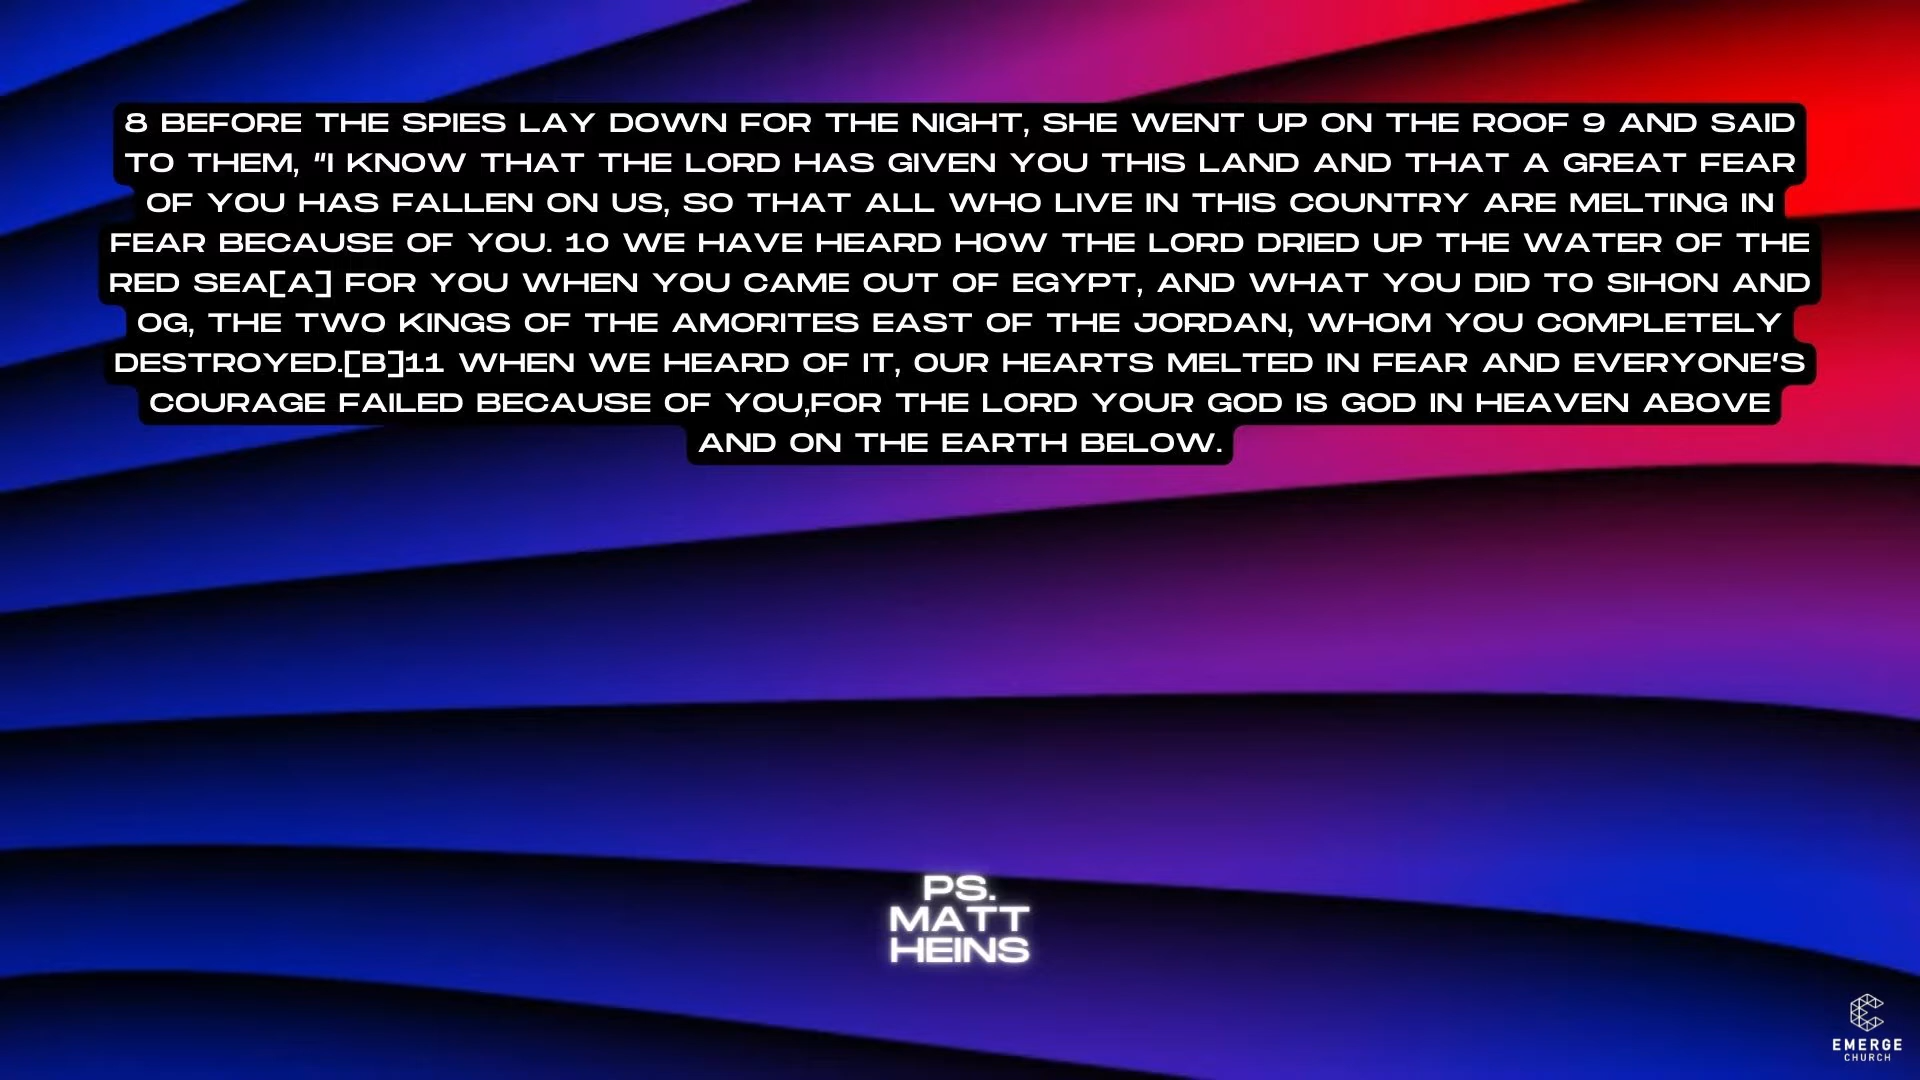 8 BEFORE THE SPIES LAY DOWN FOR THE NIGHT, SHE WENT UP ON THE ROOF 9 AND SAID
TO THEM, “I KNOW THAT THE LORD HAS GIVEN YOU THIS LAND AND THAT A GREAT FEAR
OF YOU HAS FALLEN ON US, SO THAT ALL WHO LIVE IN THIS COUNTRY ARE MELTING IN
FEAR BECAUSE OF YOU. 10 WE HAVE HEARD HOW THE LORD DRIED UP THE WATER OF THE
RED SEA[A] FOR YOU WHEN YOU CAME OUT OF EGYPT, AND WHAT YOU DID TO SIHON AND
OG, THE TWO KINGS OF THE AMORITES EAST OF THE JORDAN, WHOM YOU COMPLETELY
DESTROYED.[B]11 WHEN WE HEARD OF IT, OUR HEARTS MELTED IN FEAR AND EVERYONE’S
COURAGE FAILED BECAUSE OF YOU,FOR THE LORD YOUR GOD IS GOD IN HEAVEN ABOVE
AND ON THE EARTH BELOW.
PS.
MATT
HEINS
EMERGE
CHURCH